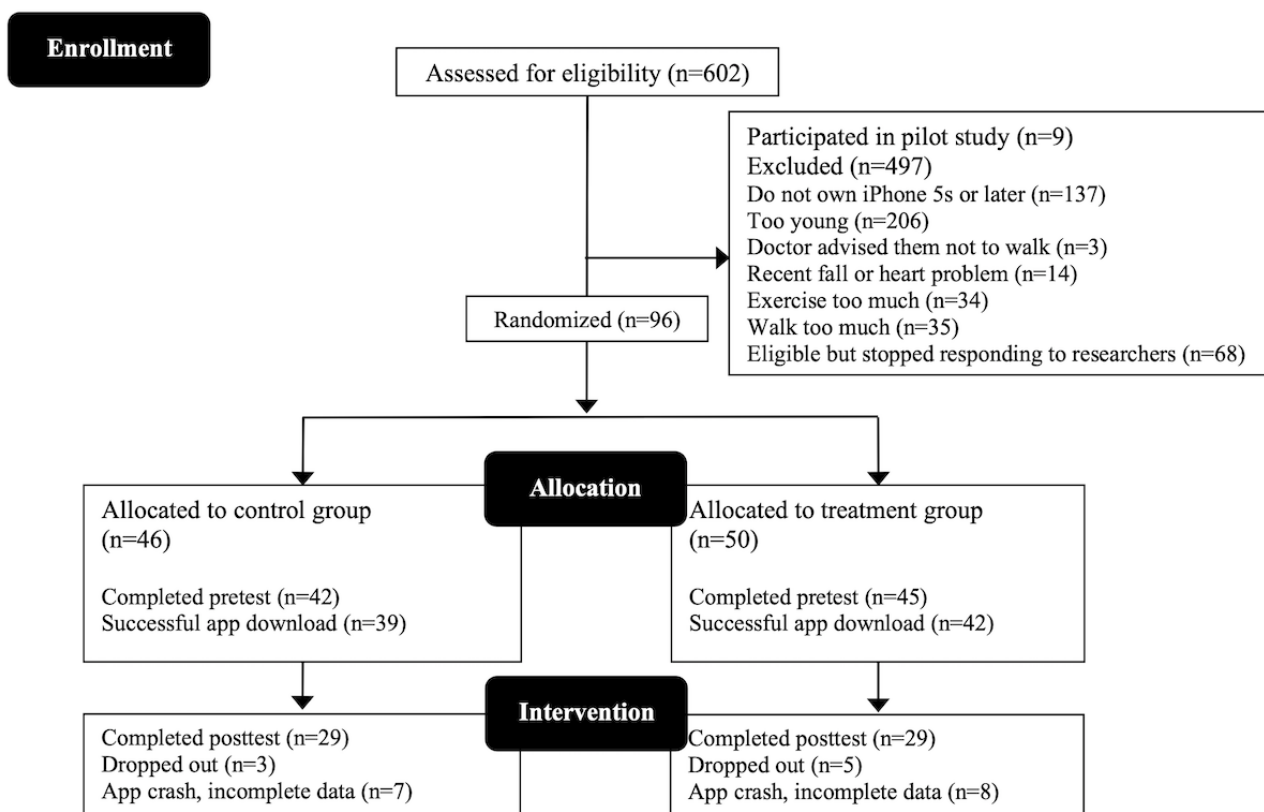 Enrollment
Assessed for eligibility (n=602)
Participated in pilot study (n=9)
Excluded (n=497)
Do not own iPhone 5s or later (n=137)
Too young (n=206)
Doctor advised them not to walk (n=3)
Recent fall or heart problem (n=14)
Exercise too much (n=34)
Walk too much (n=35)
Eligible but stopped responding to researchers (n=68)
Randomized (n=96)
Allocation
Allocated to control group
(n=46)
Completed pretest (n=42)
Successful app download (n=39)
Allocated to treatment group
(n=50)
Completed pretest (n=45)
Successful app download (n=42)
Intervention
Completed posttest (n=29)
Dropped out (n=3)
App crash, incomplete data (n=7)
Completed posttest (n=29)
Dropped out (n=5)
App crash, incomplete data (n=8)